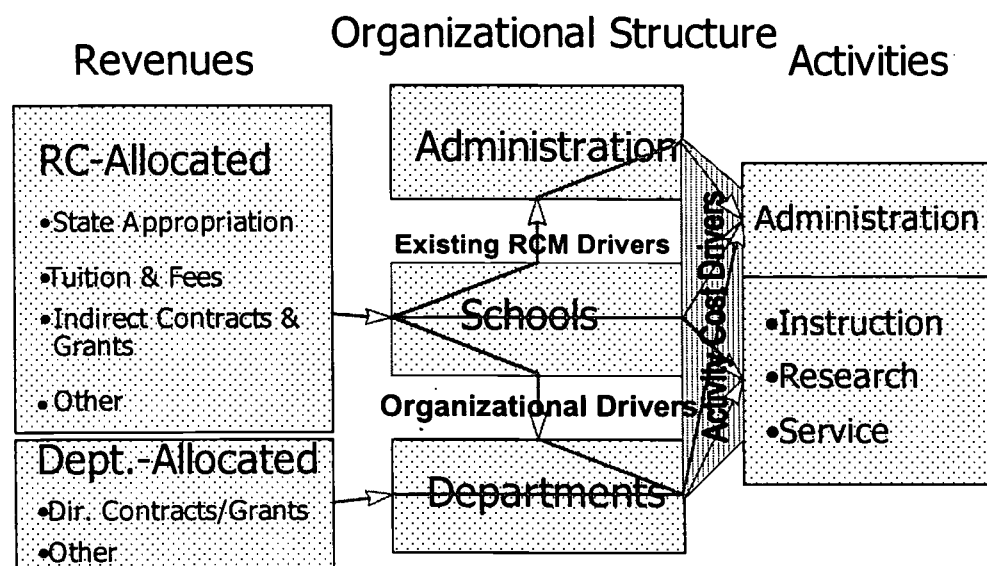 Revenues
Organizational Structure
Activities
RC-Allocated
•State Appropriation
•Tuition & Fees
•Indirect Contracts &
Grants
•Other
Dept.-Allocated
•Dir. Contracts/Grants
•Other
Administration
Existing RCM Drivers
Schools
Organizational Drivers
Departments
Activity Cost Drivers
Administration
•Instruction
•Research
•Service